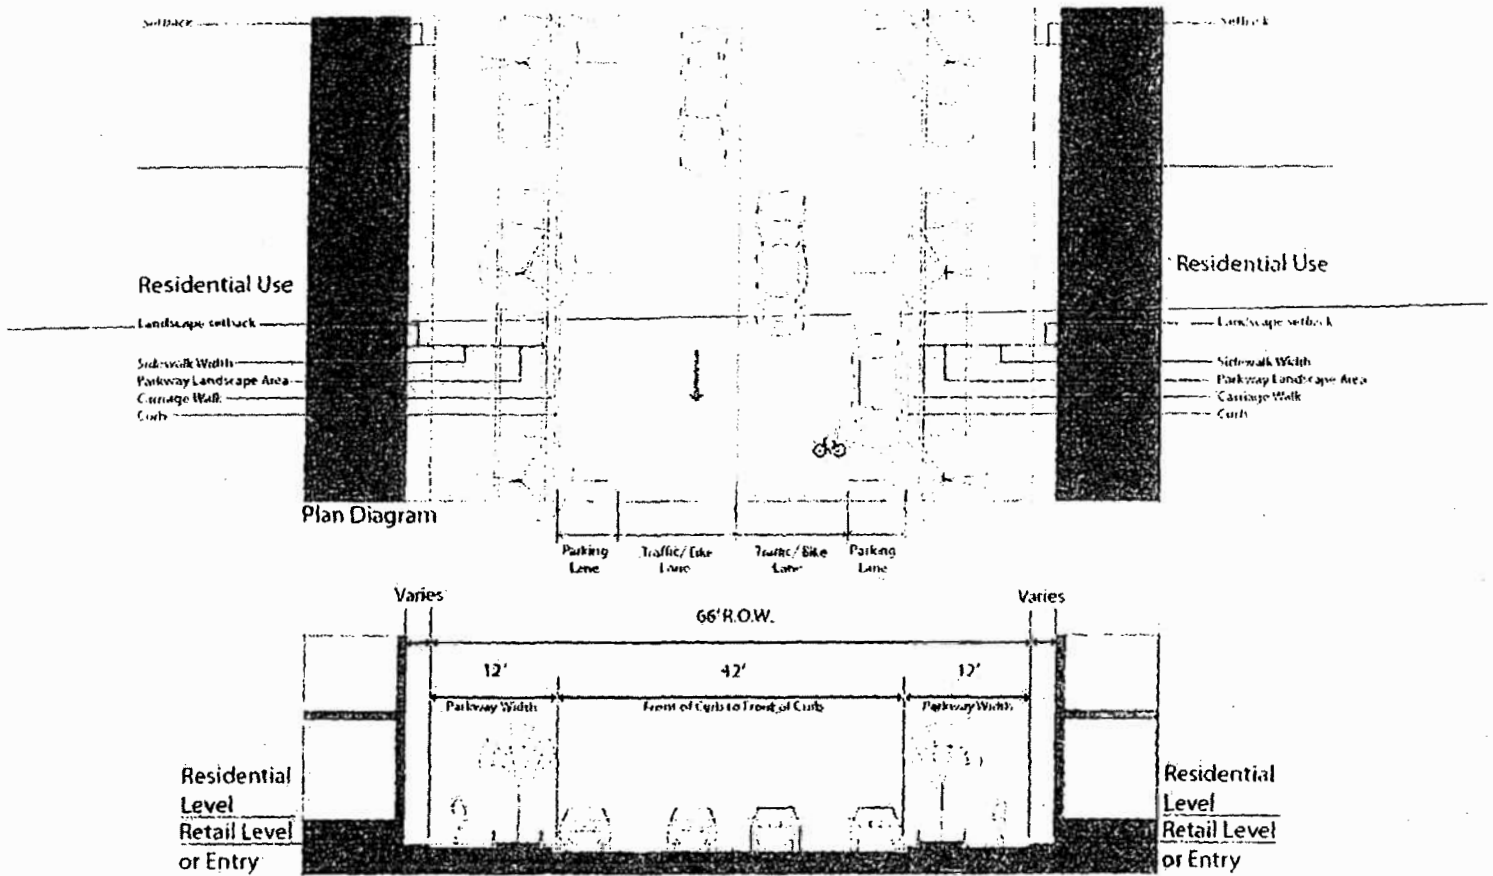 Setback
Setback
Residential Use
Residential Use
Landscape setback
Landscape setback
Sidewalk Width
Sidewalk Width
Parkway Landscape Area
Parkway Landscape Area
Carriage Walk
Carriage Walk
Curb
Curb
Plan Diagram
Parking
Lane
Traffic/ Bike
Lane
Traffic/ Bike
Lane
Parking
Lane
Varies
66' R.O.W.
Varies
12'
42'
12'
Parkway Width
Front of Curb to Front of Curb
Parkway Width
Residential
Level
Retail Level
or Entry
Residential
Level
Retail Level
or Entry